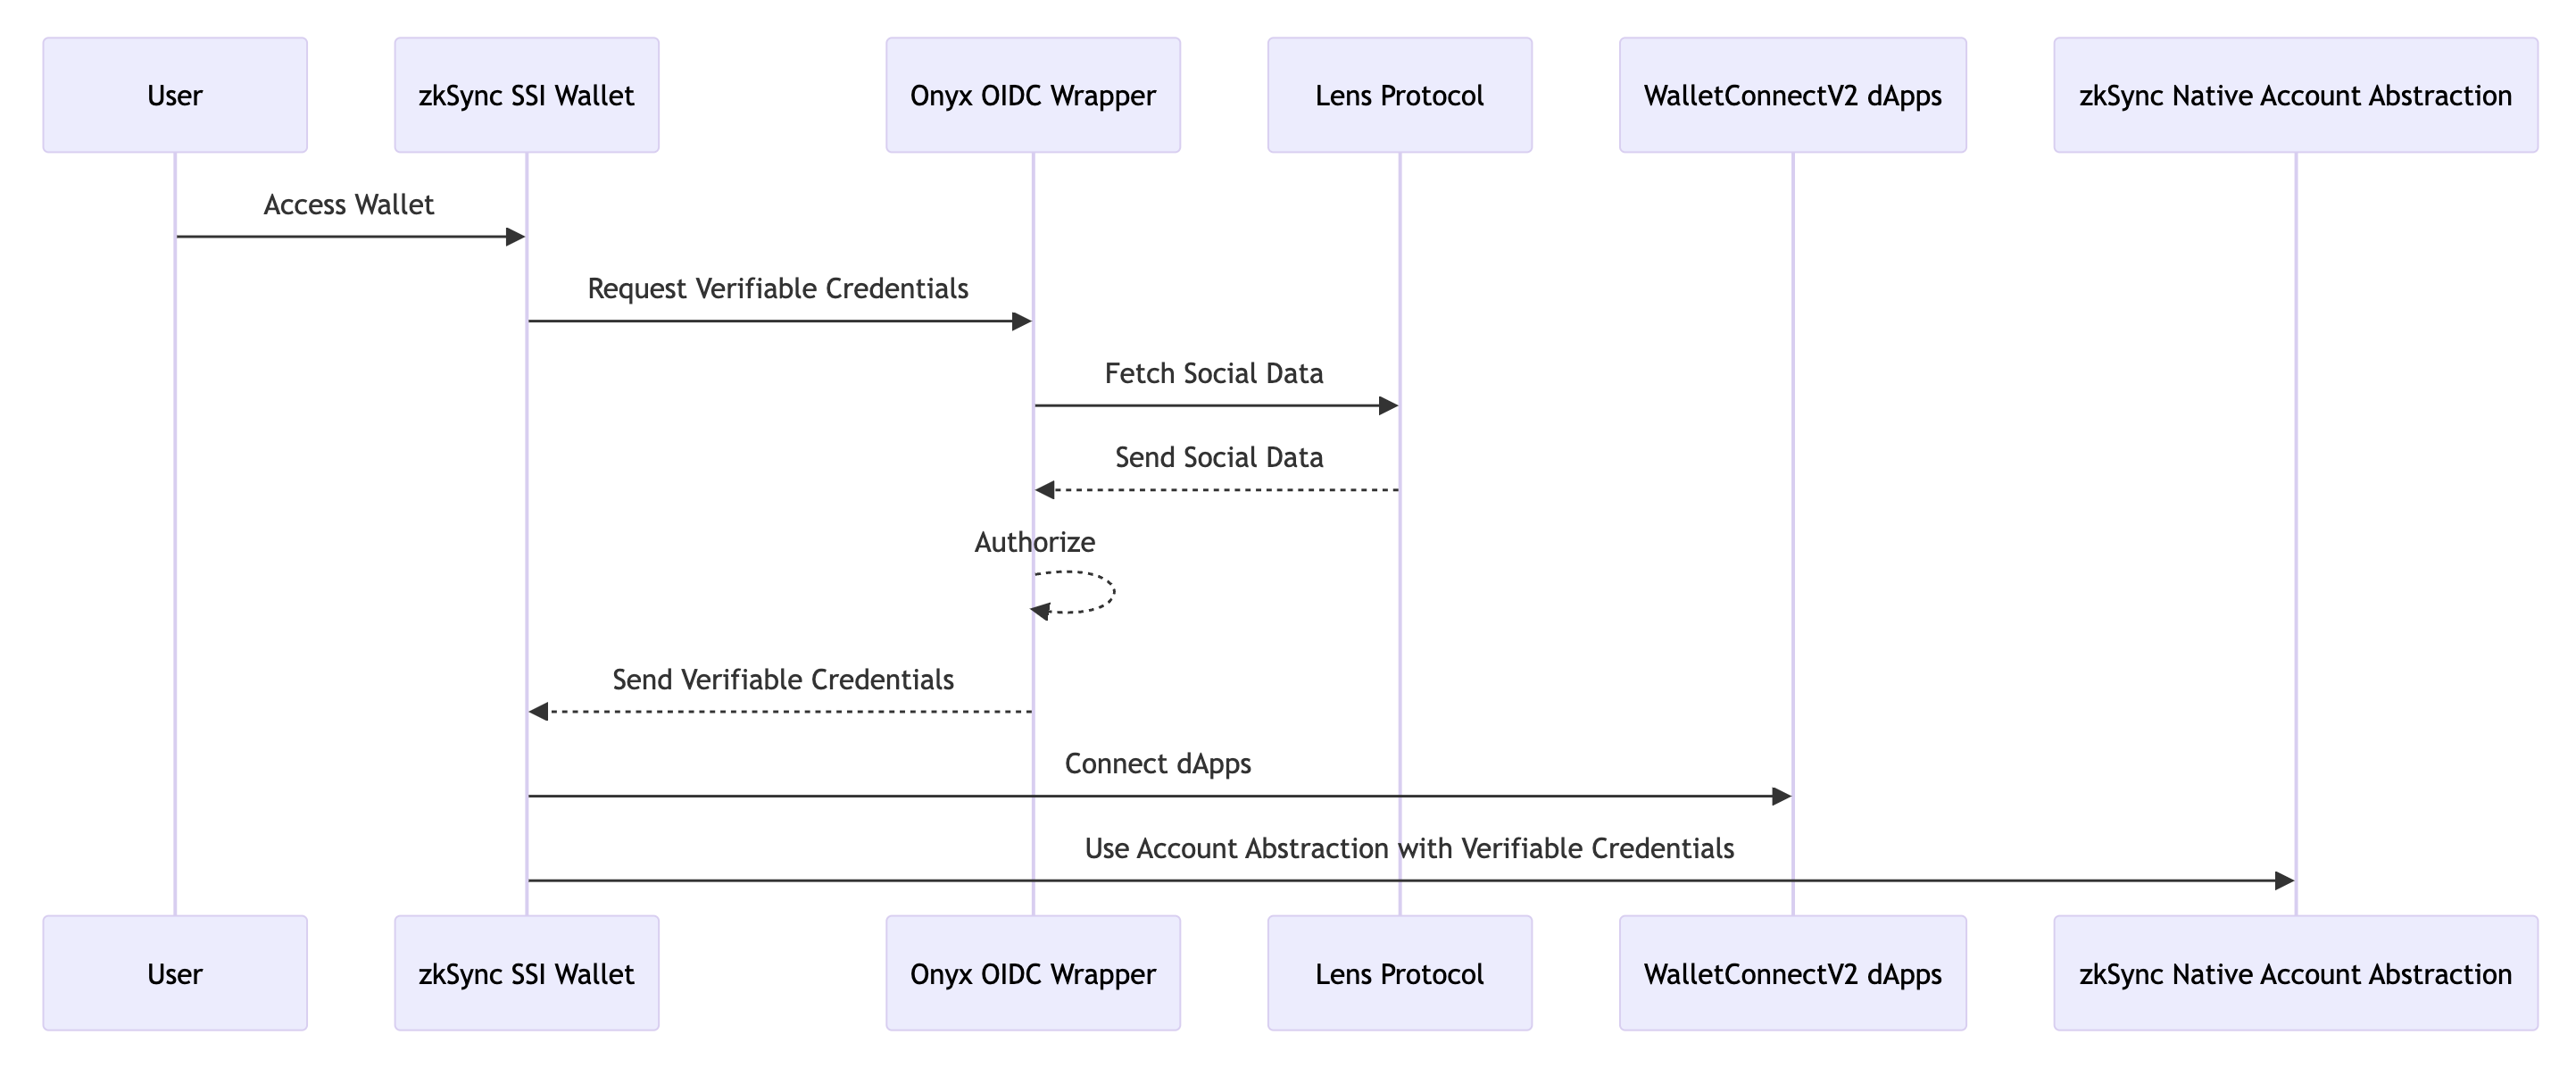 User
zkSync SSI Wallet
Onyx OIDC Wrapper
Lens Protocol
WalletConnectV2 dApps
zkSync Native Account Abstraction
Access Wallet
Request Verifiable Credentials
Fetch Social Data
Send Social Data
Authorize
Send Verifiable Credentials
Connect dApps
Use Account Abstraction with Verifiable Credentials
User
zkSync SSI Wallet
Onyx OIDC Wrapper
Lens Protocol
WalletConnectV2 dApps
zkSync Native Account Abstraction